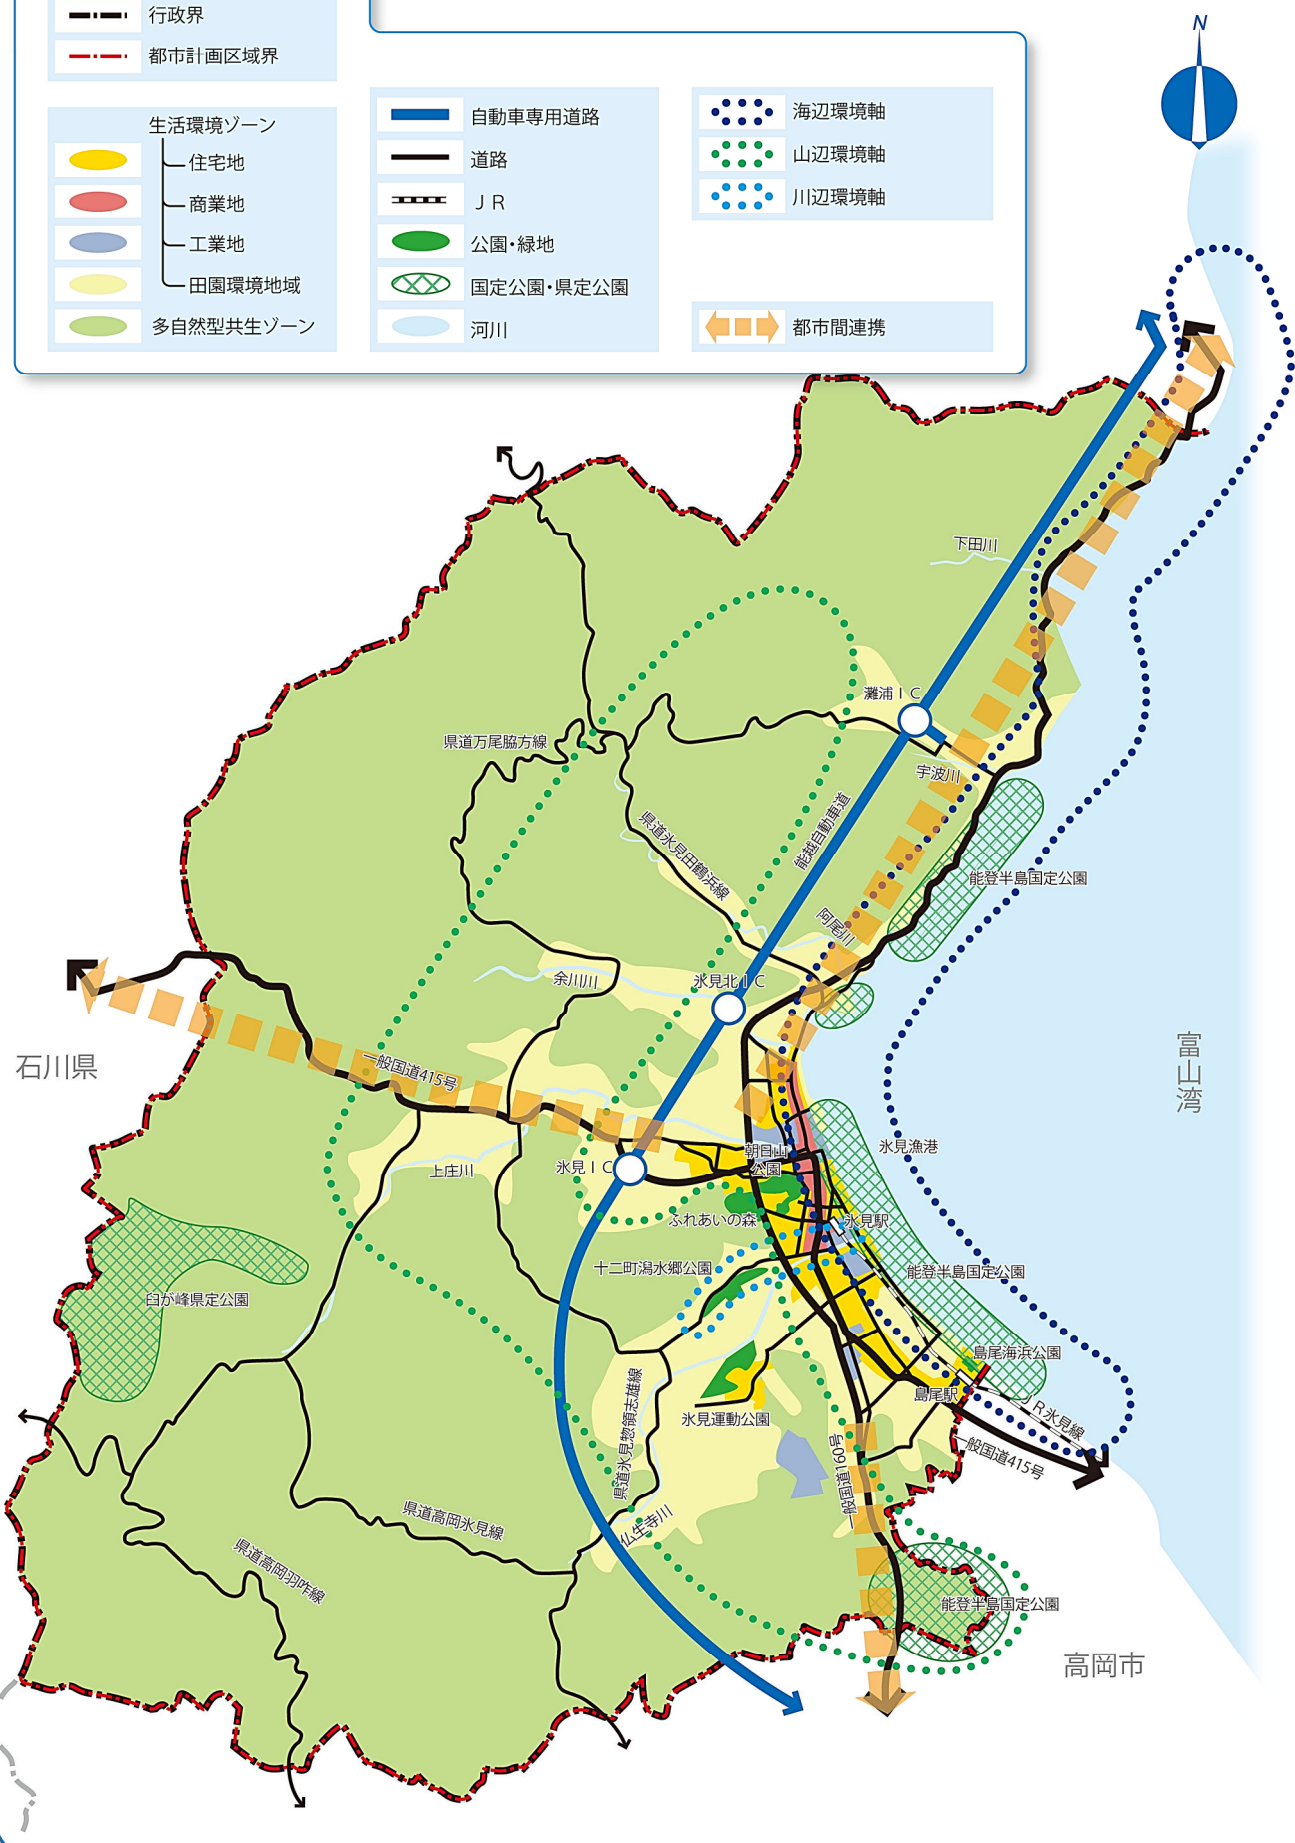 行政界
都市計画区域界
生活環境ゾーン
住宅地
商業地
工業地
田園環境地域
多自然型共生ゾーン
自動車専用道路
道路
ＪＲ
公園・緑地
国定公園・県定公園
河川
海辺環境軸
山辺環境軸
川辺環境軸
都市間連携
N
下田川
灘浦ＩＣ
県道万尾脇方線
宇波川
県道氷見田鶴浜線
能越自動車道
能登半島国定公園
阿尾川
余川川
氷見北ＩＣ
石川県
一般国道415号
富山湾
朝日山
公園
氷見漁港
上庄川
氷見ＩＣ
ふれあいの森
氷見駅
十二町潟水郷公園
能登半島国定公園
臼が峰県定公園
島尾海浜公園
島尾駅
ＪＲ氷見線
氷見運動公園
県道氷見惣領志雄線
一般国道160号
一般国道415号
県道高岡氷見線
仏生寺川
県道高岡羽咋線
能登半島国定公園
高岡市